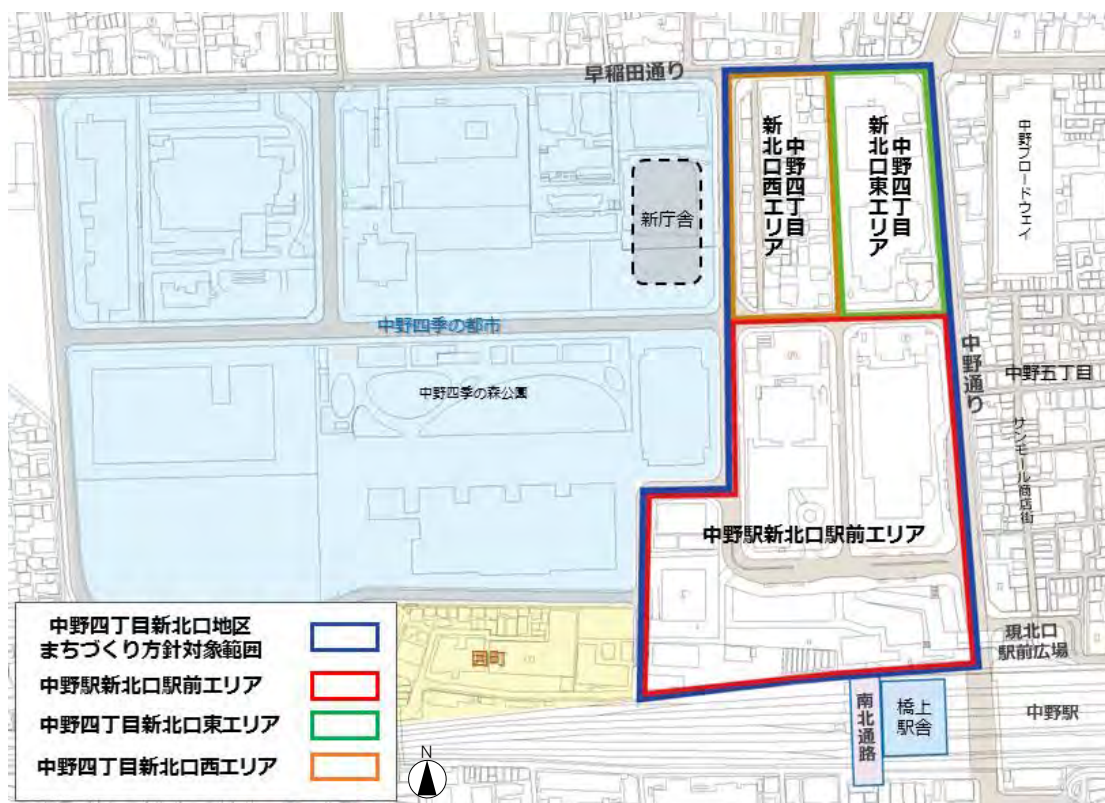 早稲田通り
中野四丁目
新北口西エリア
中野四丁目
新北口東エリア
中野ブロードウェイ
新庁舎
中野四季の都市
中野四季の森公園
中野通り
中野五丁目
サンモール商店街
中野駅新北口駅前エリア
囲町
現北口
駅前広場
南北通路
橋上
駅舎
中野駅
中野四丁目新北口地区
まちづくり方針対象範囲
中野駅新北口駅前エリア
中野四丁目新北口東エリア
中野四丁目新北口西エリア
N